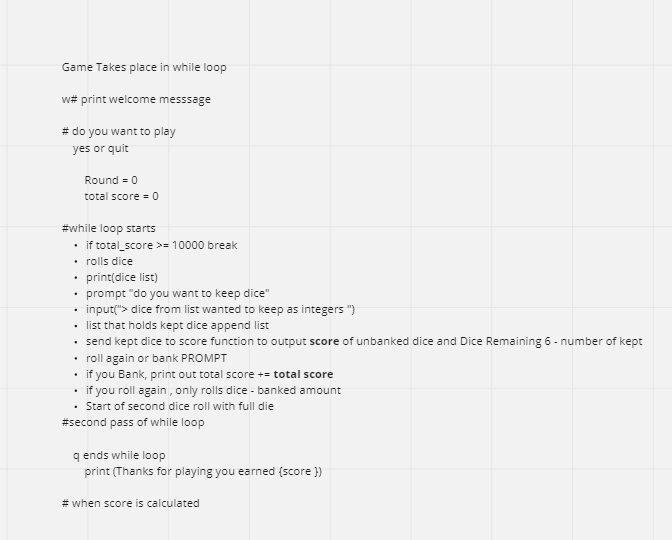 Game Takes place in while loop
w# print welcome messsage
# do you want to play
yes or quit
Round = 0
total score = 0
#while loop starts
• if total_score >= 10000 break
• rolls dice
• print(dice list)
• prompt "do you want to keep dice"
• input("> dice from list wanted to keep as integers ")
• list that holds kept dice append list
• send kept dice to score function to output score of unbanked dice and Dice Remaining 6 - number of kept
• roll again or bank PROMPT
• if you Bank, print out total score += total score
• if you roll again , only rolls dice - banked amount
• Start of second dice roll with full die
#second pass of while loop
q ends while loop
print (Thanks for playing you earned {score })
# when score is calculated